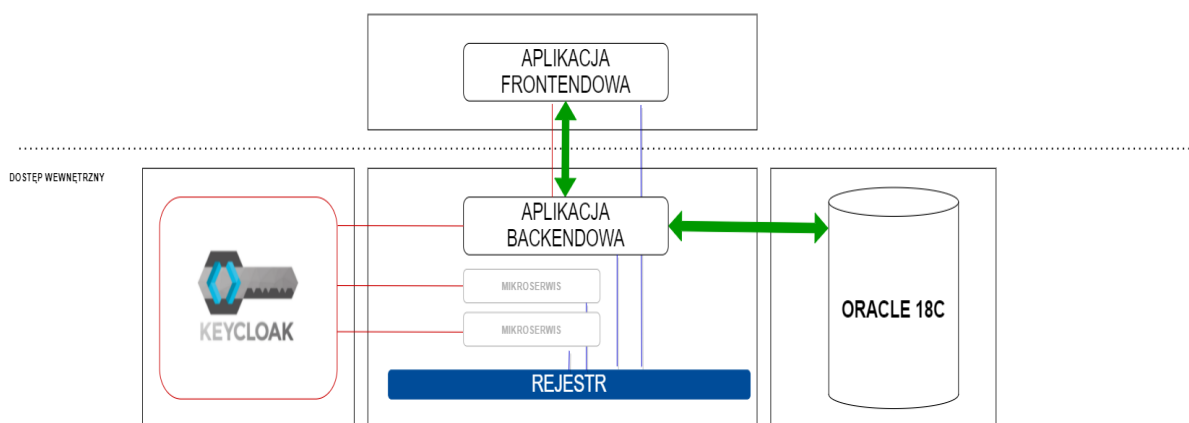 APLIKACJA
FRONTENDOWA
DOSTĘP WEWNĘTRZNY
APLIKACJA
BACKENDOWA
MIKROSERWIS
KEYCLOAK
MIKROSERWIS
ORACLE 18C
REJESTR